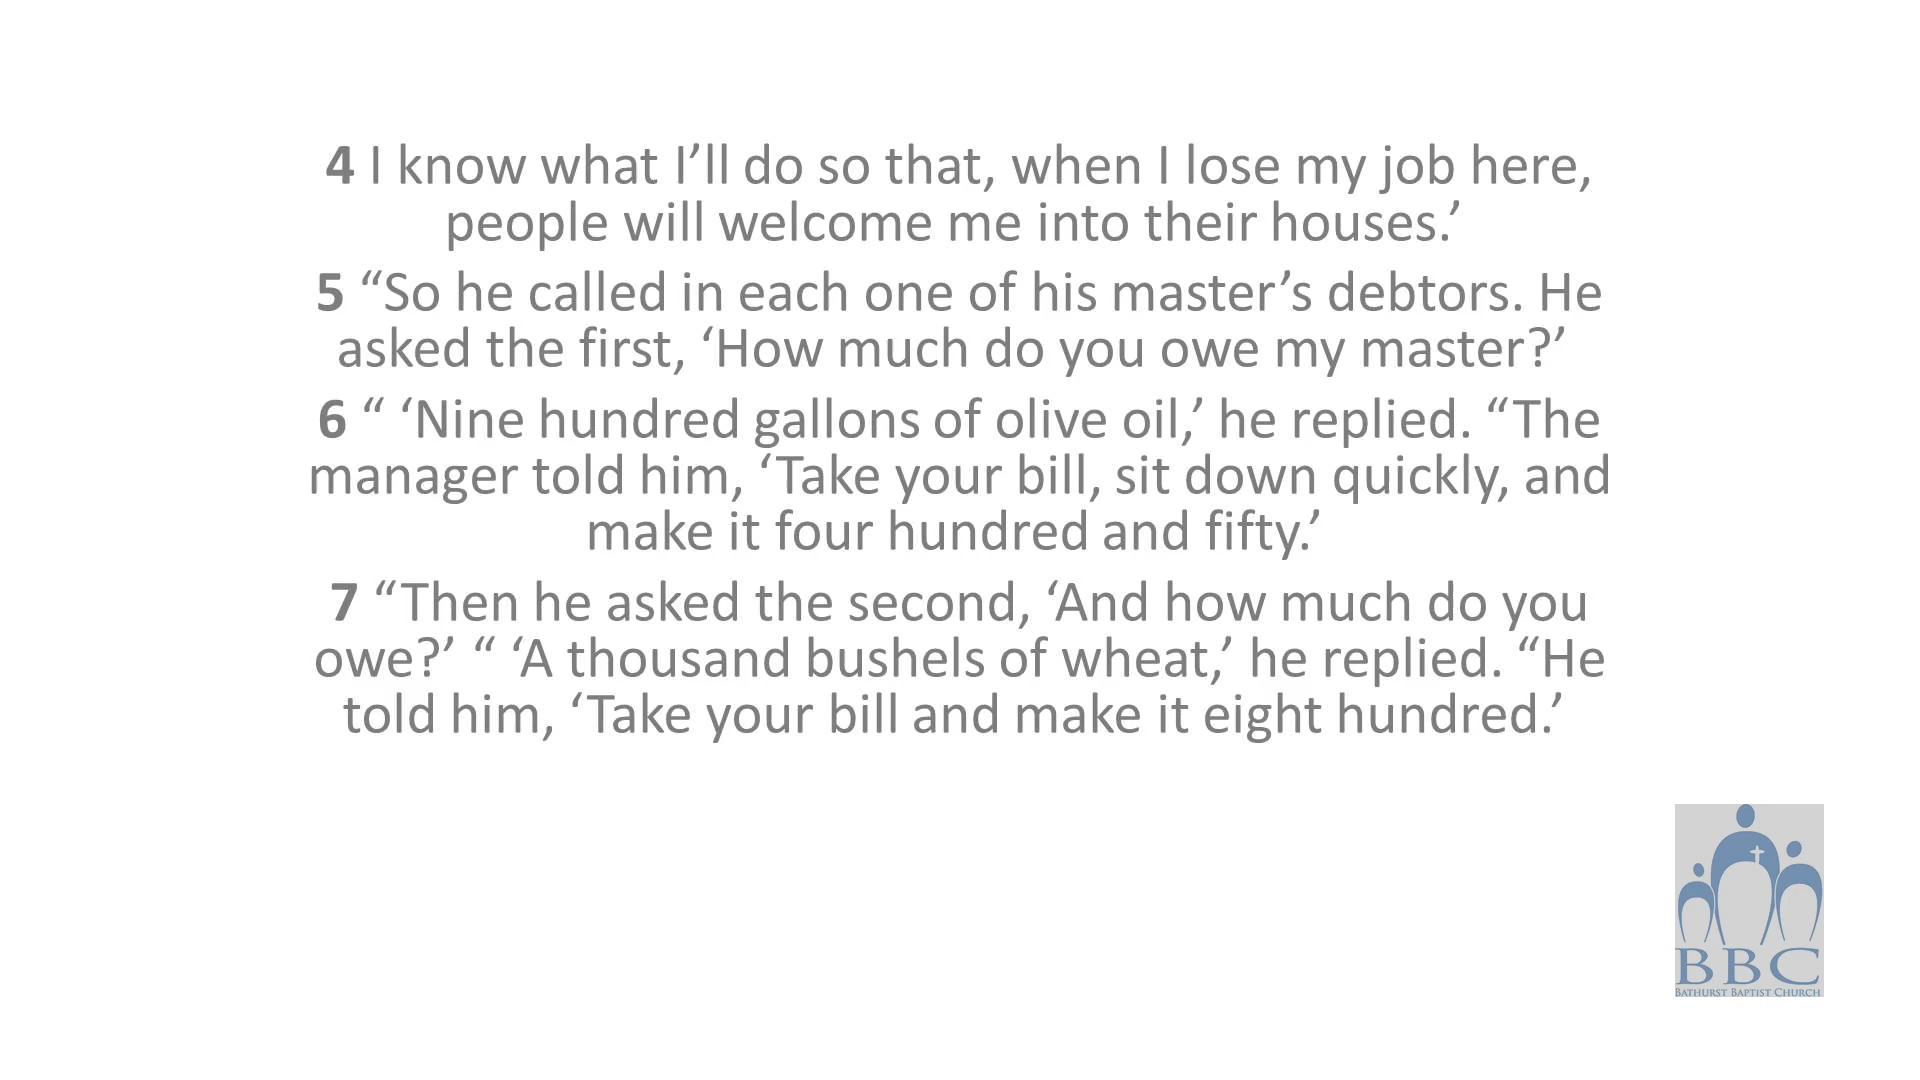 4 I know what I’ll do so that, when I lose my job here,
people will welcome me into their houses.’
5 “So he called in each one of his master’s debtors. He
asked the first, ‘How much do you owe my master?’
6 “ ‘Nine hundred gallons of olive oil,’ he replied. “The
manager told him, ‘Take your bill, sit down quickly, and
make it four hundred and fifty.’
7 “Then he asked the second, ‘And how much do you
owe?’ “ ‘A thousand bushels of wheat,’ he replied. “He
told him, ‘Take your bill and make it eight hundred.’
BBC
BATHURST BAPTIST CHURCH